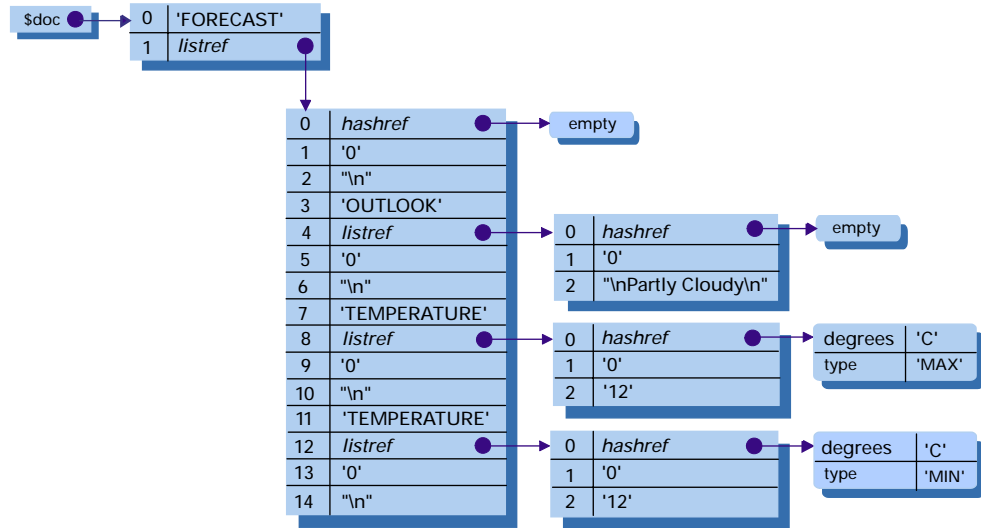 $doc
0 'FORECAST'
1 listref
0 hashref
empty
1 '0'
2 "\n"
3 'OUTLOOK'
4 listref
5 '0'
6 "\n"
7 'TEMPERATURE'
8 listref
9 '0'
10 "\n"
11 'TEMPERATURE'
12 listref
13 '0'
14 "\n"
0 hashref
empty
1 '0'
2 "\nPartly Cloudy\n"
0 hashref
1 '0'
2 '12'
degrees 'C'
type 'MAX'
0 hashref
1 '0'
2 '12'
degrees 'C'
type 'MIN'